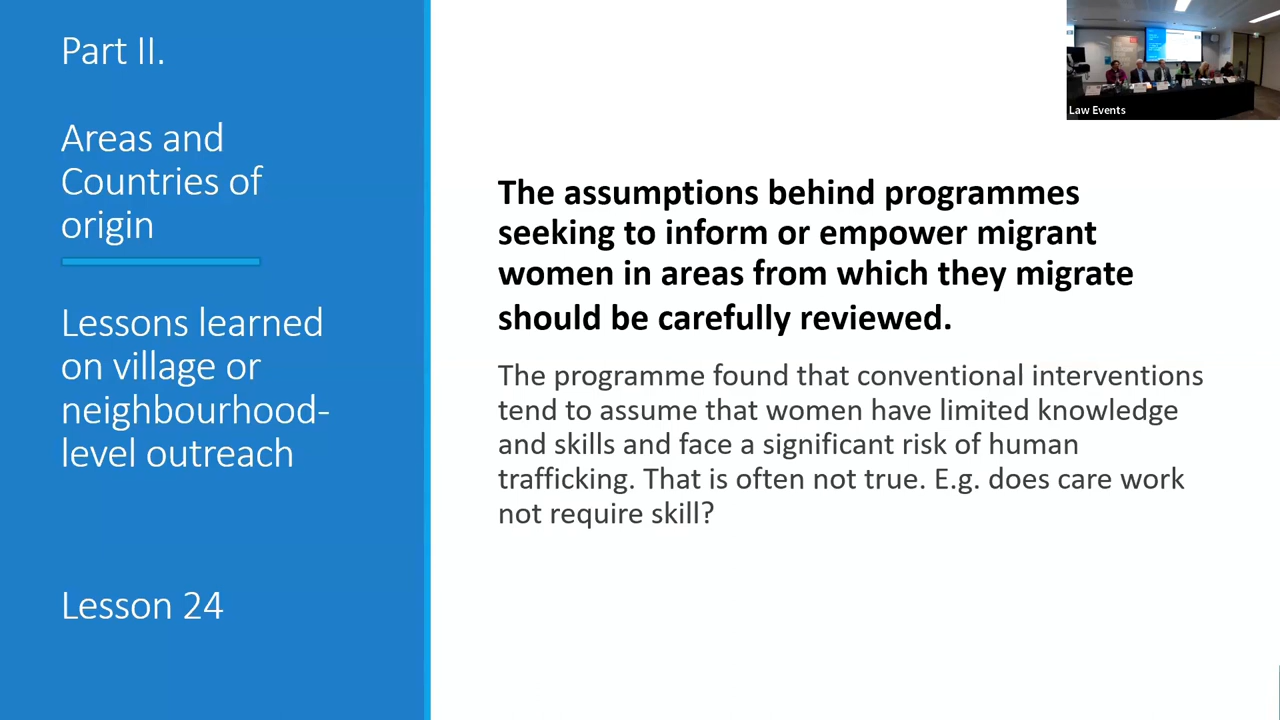 Part II.
Areas and
Countries of
origin
Lessons learned
on village or
neighbourhood-
level outreach
Lesson 24
Law Events
The assumptions behind programmes
seeking to inform or empower migrant
women in areas from which they migrate
should be carefully reviewed.
The programme found that conventional interventions
tend to assume that women have limited knowledge
and skills and face a significant risk of human
trafficking. That is often not true. E.g. does care work
not require skill?